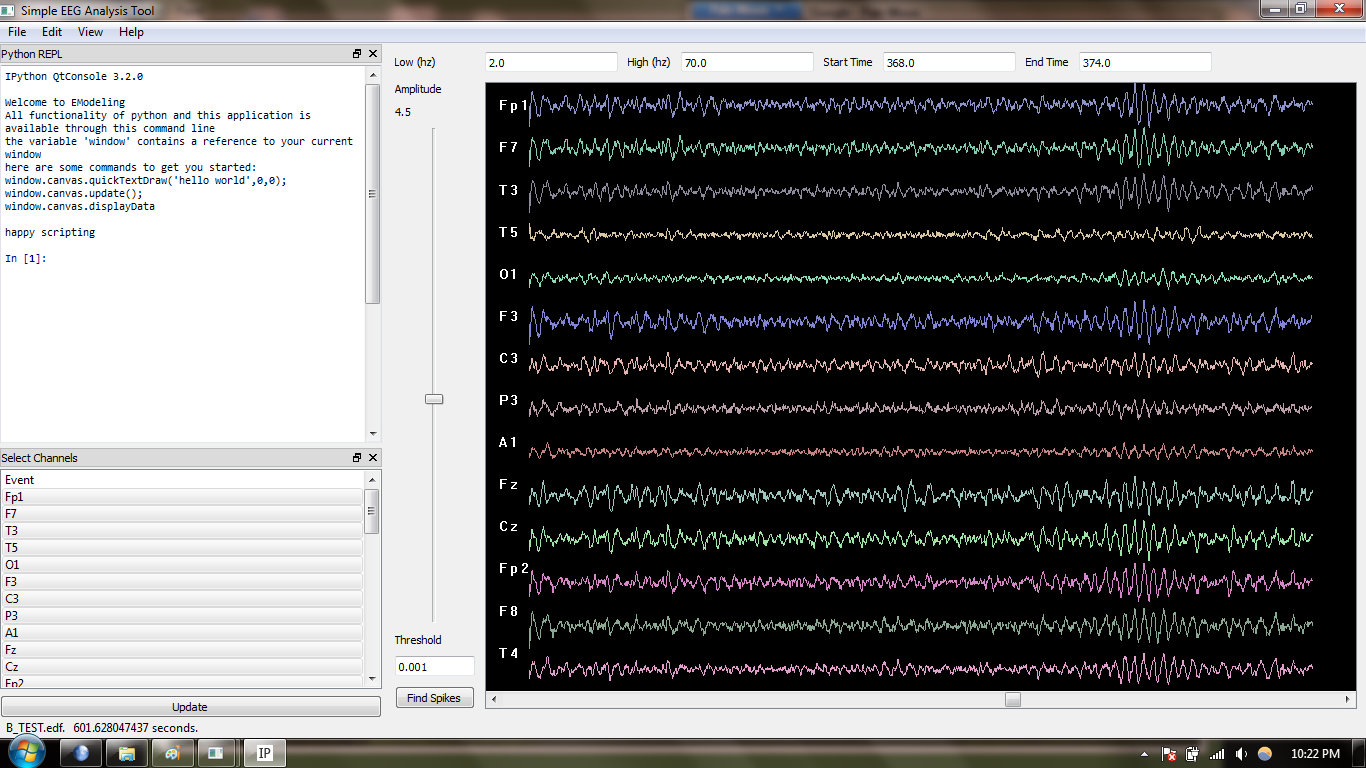 Simple EEG Analysis Tool
File Edit View Help
Python REPL
IPython QtConsole 3.2.0
Welcome to EModeling
All functionality of python and this application is
available through this command line
the variable 'window' contains a reference to your current
window
here are some commands to get you started:
window.canvas.quickTextDraw('hello world',0,0);
window.canvas.update();
window.canvas.displayData
happy scripting
In [1]:
Select Channels
Event
Fp1
F7
T3
T5
O1
F3
C3
P3
A1
Fz
Cz
Fp2
Update
B_TEST.edf. 601.628047437 seconds.
Low (hz) 2.0 High (hz) 70.0 Start Time 368.0 End Time 374.0
Amplitude
4.5
Threshold
0.001
Find Spikes
Fp1
F7
T3
T5
O1
F3
C3
P3
A1
Fz
Cz
Fp2
F8
T4
IP
10:22 PM